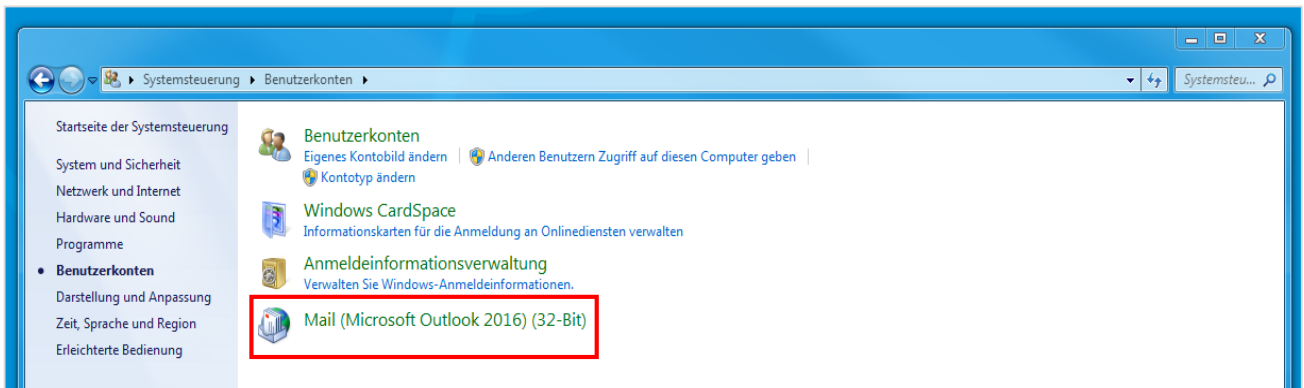 Systemsteuerung Benutzerkonten Systemsteu...
Startseite der Systemsteuerung
System und Sicherheit
Netzwerk und Internet
Hardware und Sound
Programme
Benutzerkonten
Darstellung und Anpassung
Zeit, Sprache und Region
Erleichterte Bedienung
Benutzerkonten
Eigenes Kontobild ändern Anderen Benutzern Zugriff auf diesen Computer geben
Kontotyp ändern
Windows CardSpace
Informationskarten für die Anmeldung an Onlinediensten verwalten
Anmeldeinformationsverwaltung
Verwalten Sie Windows-Anmeldeinformationen.
Mail (Microsoft Outlook 2016) (32-Bit)